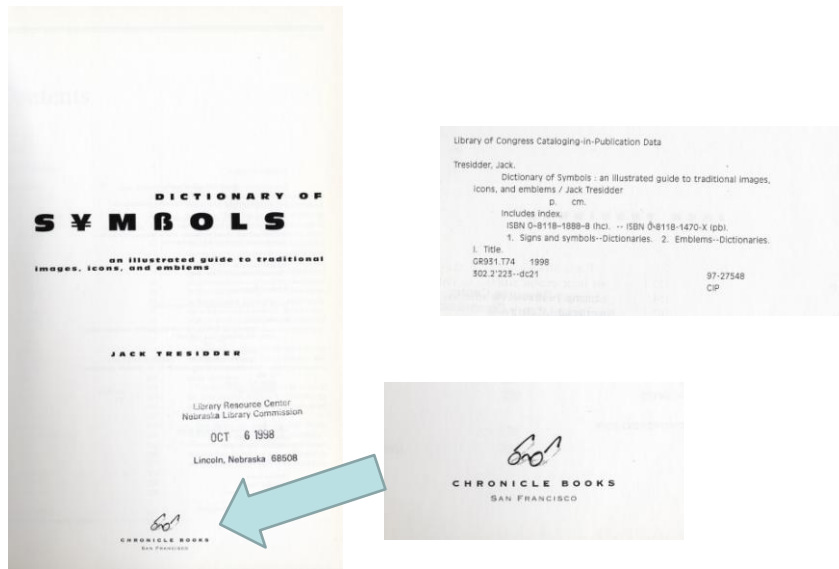 DICTIONARY OF
S¥MBOLS
an illustrated guide to traditional
images, icons, and emblems
JACK TRESIDDER
Library Resource Center
Nebraska Library Commission
OCT 6 1998
Lincoln, Nebraska 68508
CHRONICLE BOOKS
SAN FRANCISCO
Library of Congress Cataloging-in-Publication Data
Tresidder, Jack.
Dictionary of Symbols : an illustrated guide to traditional images,
icons, and emblems / Jack Tresidder
p. cm.
Includes index.
ISBN 0-8118-1888-8 (hc). -- ISBN 0-8118-1470-X (pb).
1. Signs and symbols--Dictionaries. 2. Emblems--Dictionaries.
I. Title.
GR931.T74 1998
302.2'223--dc21 97-27548
CIP
CHRONICLE BOOKS
SAN FRANCISCO